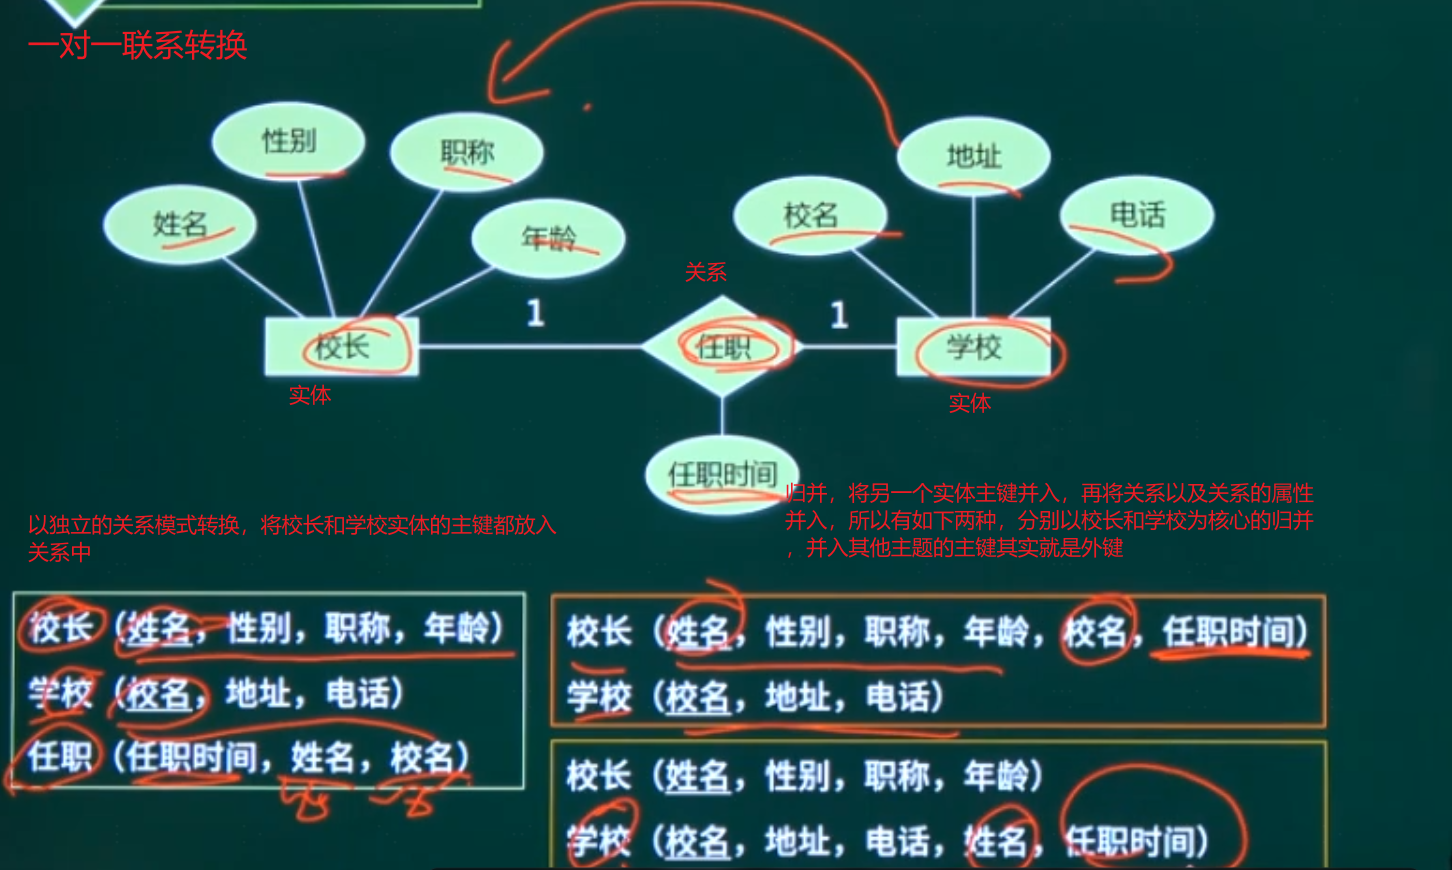 一对一联系转换
性别
职称
地址
姓名
年龄
校名
电话
关系
1
1
校长
任职
学校
实体
实体
任职时间
归并，将另一个实体主键并入，再将关系以及关系的属性
并入，所以有如下两种，分别以校长和学校为核心的归并
，并入其他主题的主键其实就是外键
以独立的关系模式转换，将校长和学校实体的主键都放入
关系中
校长（姓名，性别，职称，年龄）
学校（校名，地址，电话）
任职（任职时间，姓名，校名）
校长（姓名，性别，职称，年龄，校名，任职时间）
学校（校名，地址，电话）
校长（姓名，性别，职称，年龄）
学校（校名，地址，电话，姓名，任职时间）